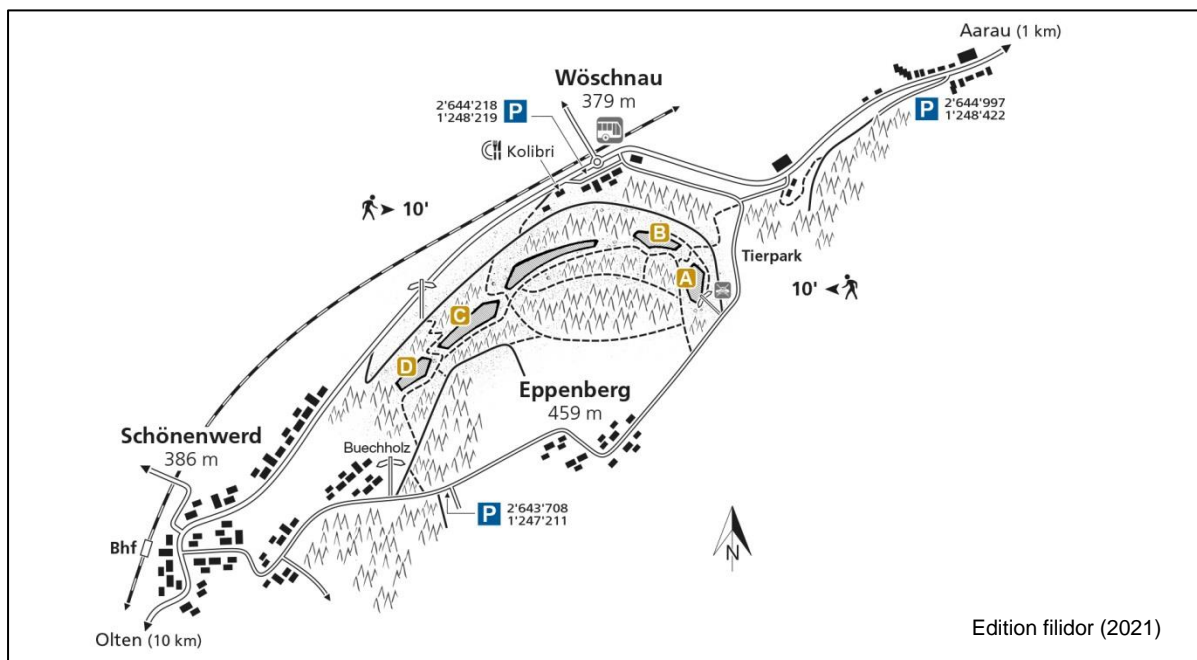 Aarau (1 km)
Wöschnau
379 m
2'644'218
1'248'219
P
P
2'644'997
1'248'422
Kolibri
10'
B
Tierpark
A
10'
C
D
Eppenberg
459 m
Schönenwerd
386 m
Buechholz
P
2'643'708
1'247'211
Bhf
N
Olten (10 km)
Edition filidor (2021)